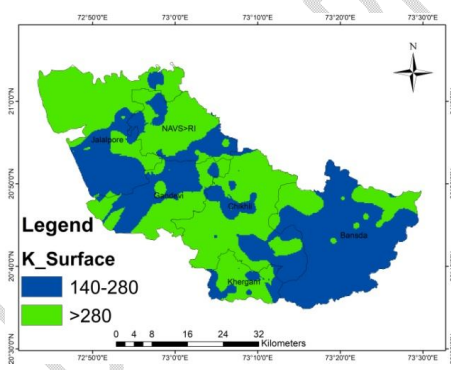 72°50'0"E 73°0'0"E 73°10'0"E 73°20'0"E 73°30'0"E
N
21°0'0"N
NAVS>RI
Jalalpore
20°50'0"N
Gandevi
Chikhli
Bansda
Legend
K_Surface
140-280
>280
Khergam
20°40'0"N
0 4 8 16 24 32
Kilometers
20°30'0"N
72°50'0"E 73°0'0"E 73°10'0"E 73°20'0"E 73°30'0"E